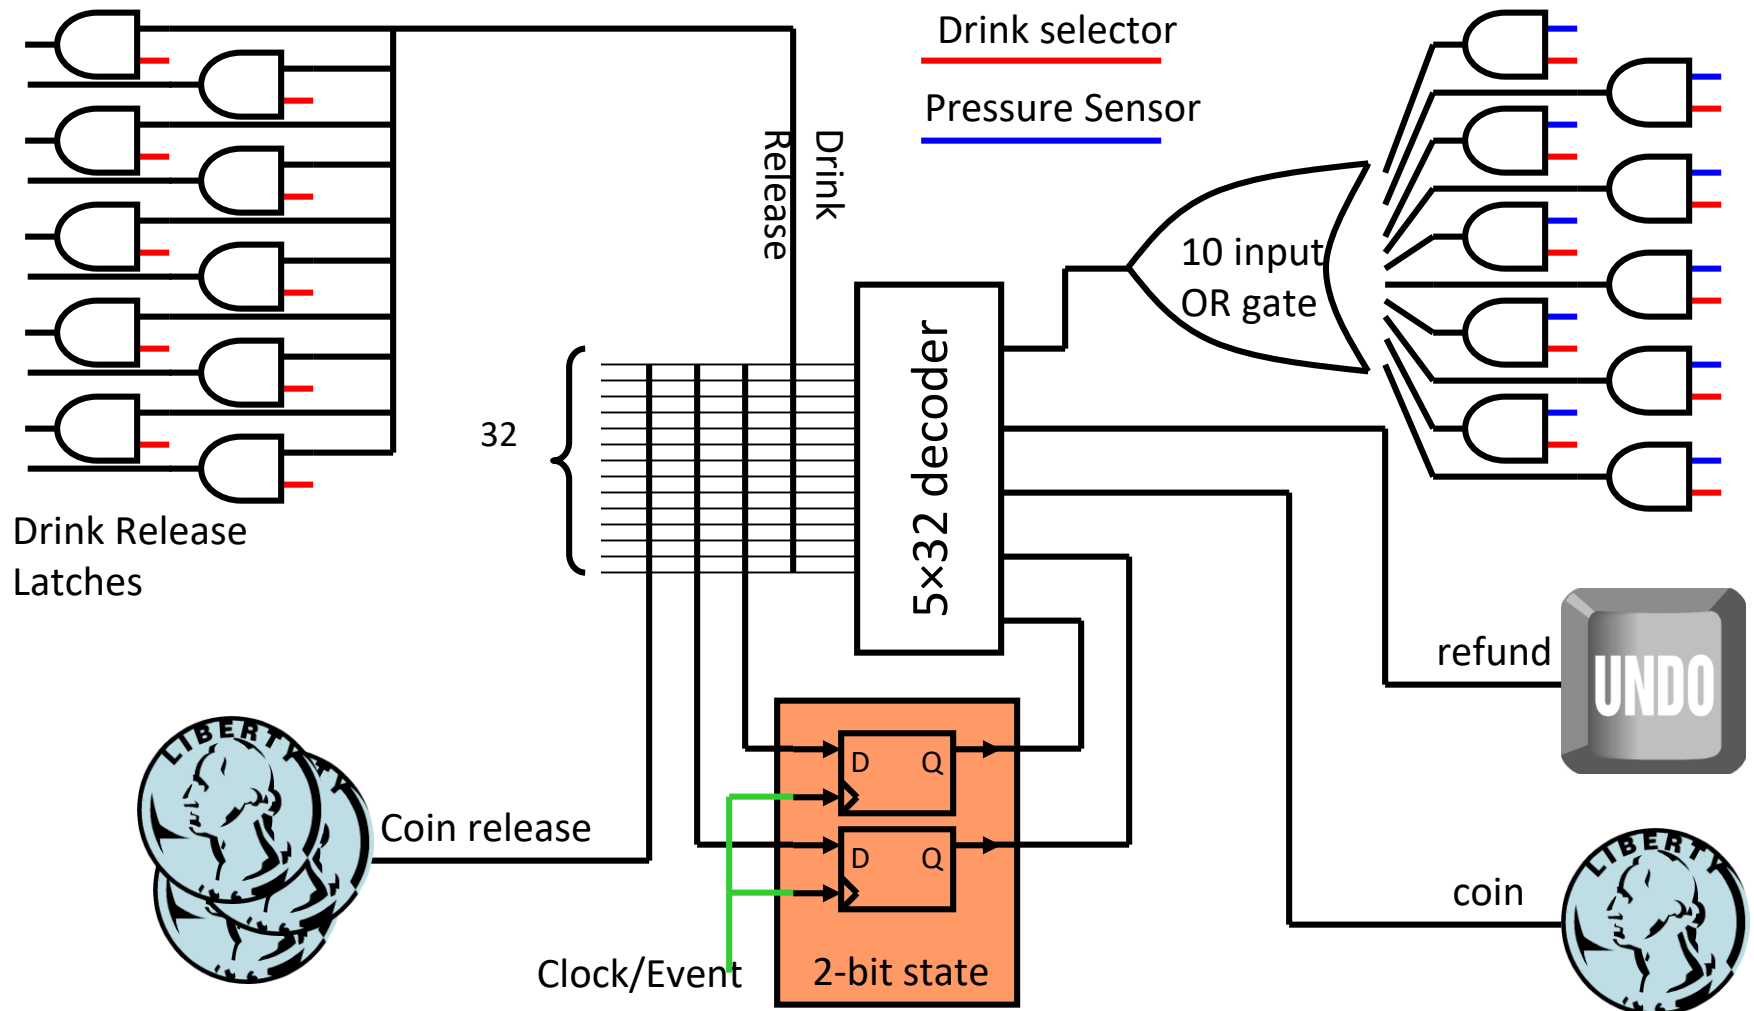 Drink selector
Pressure Sensor
Drink
Release
10 input
OR gate
5×32 decoder
32
Drink Release
Latches
refund
UNDO
LIBERTY
TY
Coin release
D
Q
D
Q
coin
LIBERTY
Clock/Event
2-bit state